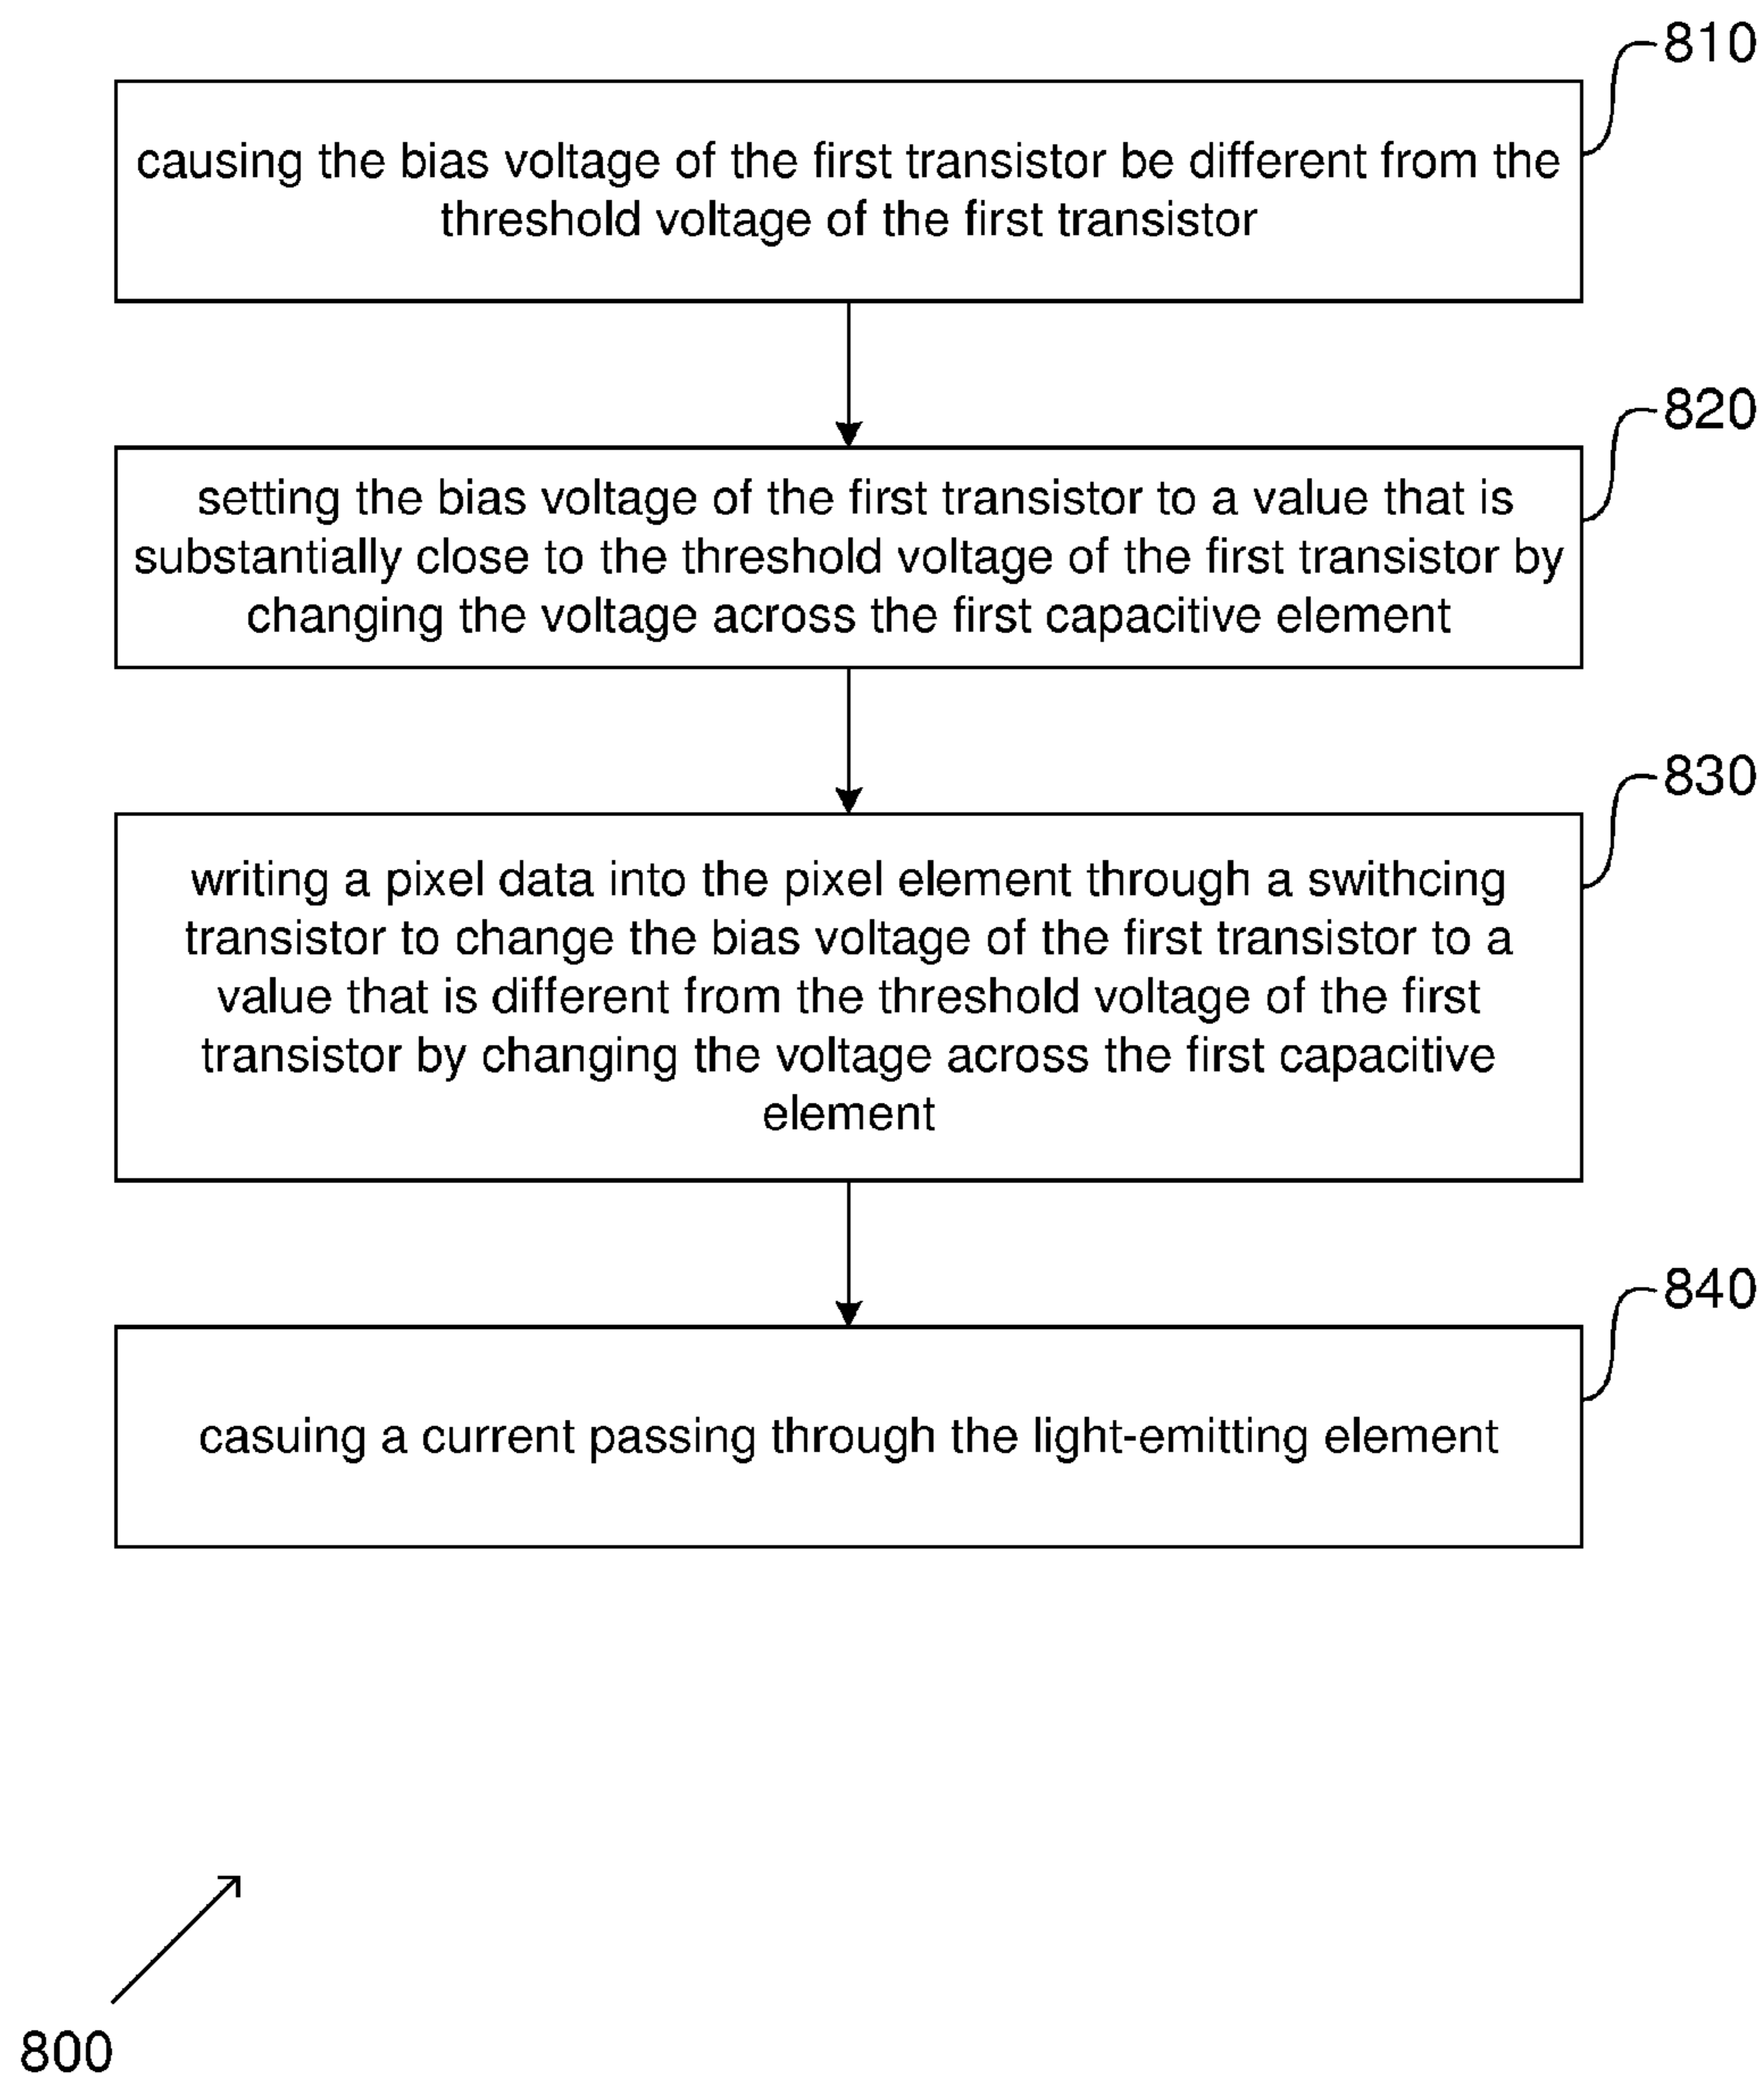 810
causing the bias voltage of the first transistor be different from the
threshold voltage of the first transistor
820
setting the bias voltage of the first transistor to a value that is
substantially close to the threshold voltage of the first transistor by
changing the voltage across the first capacitive element
830
writing a pixel data into the pixel element through a swithcing
transistor to change the bias voltage of the first transistor to a
value that is different from the threshold voltage of the first
transistor by changing the voltage across the first capacitive
element
840
casuing a current passing through the light-emitting element
800